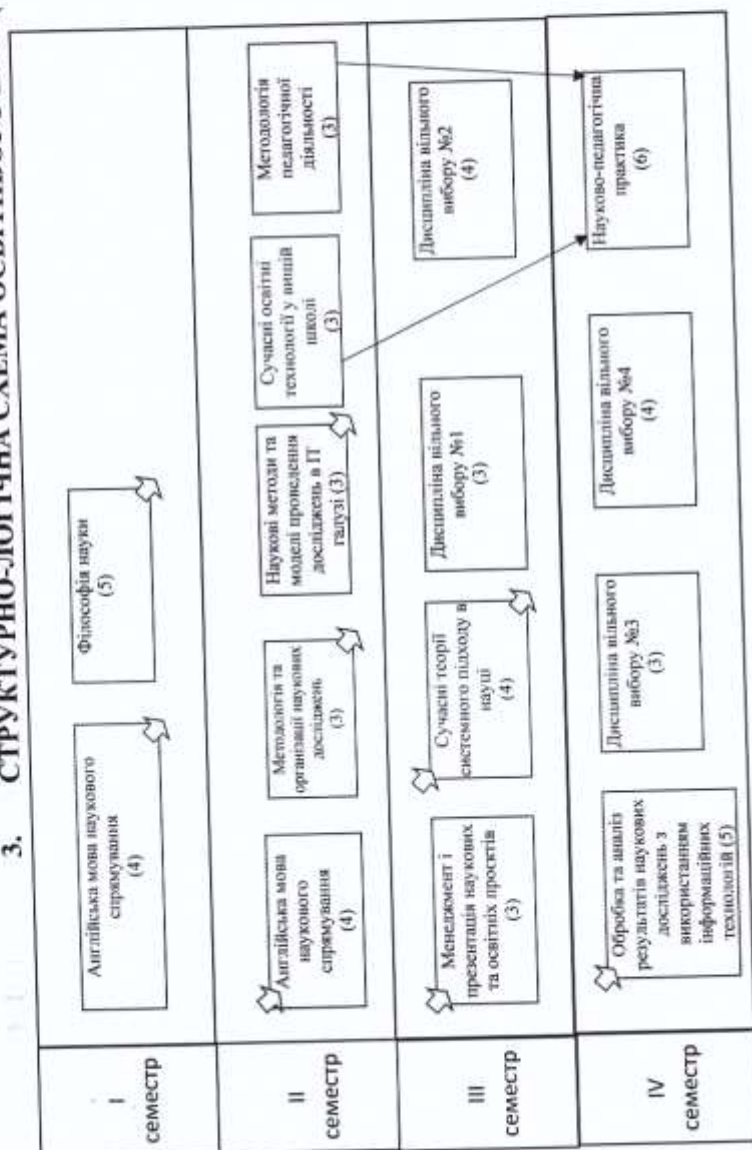 3. СТРУКТУРНО-ЛОГІЧНА СХЕМА
I
семестр
Англійська мова наукового
спрямування
(4)
Філософія науки
(5)
II
семестр
Англійська мова
наукового
спрямування
(4)
Методологія та
організації наукових
досліджень
(3)
Наукові методи та
моделі проведення
досліджень в ІТ
галузі (3)
Сучасні освітні
технології у вищій
школі
(3)
Методологія
педагогічної
діяльності
(3)
III
семестр
Менеджмент і
презентація наукових
та освітніх проєктів
(3)
Сучасні теорії
системного підходу в
науці
(4)
Дисципліна вільного
вибору №1
(3)
Дисципліна вільного
вибору №2
(4)
IV
семестр
Обробка та аналіз
результатів наукових
досліджень з
використанням
інформаційних
технологій (5)
Дисципліна вільного
вибору №3
(3)
Дисципліна вільного
вибору №4
(4)
Науково-педагогічна
практика
(6)